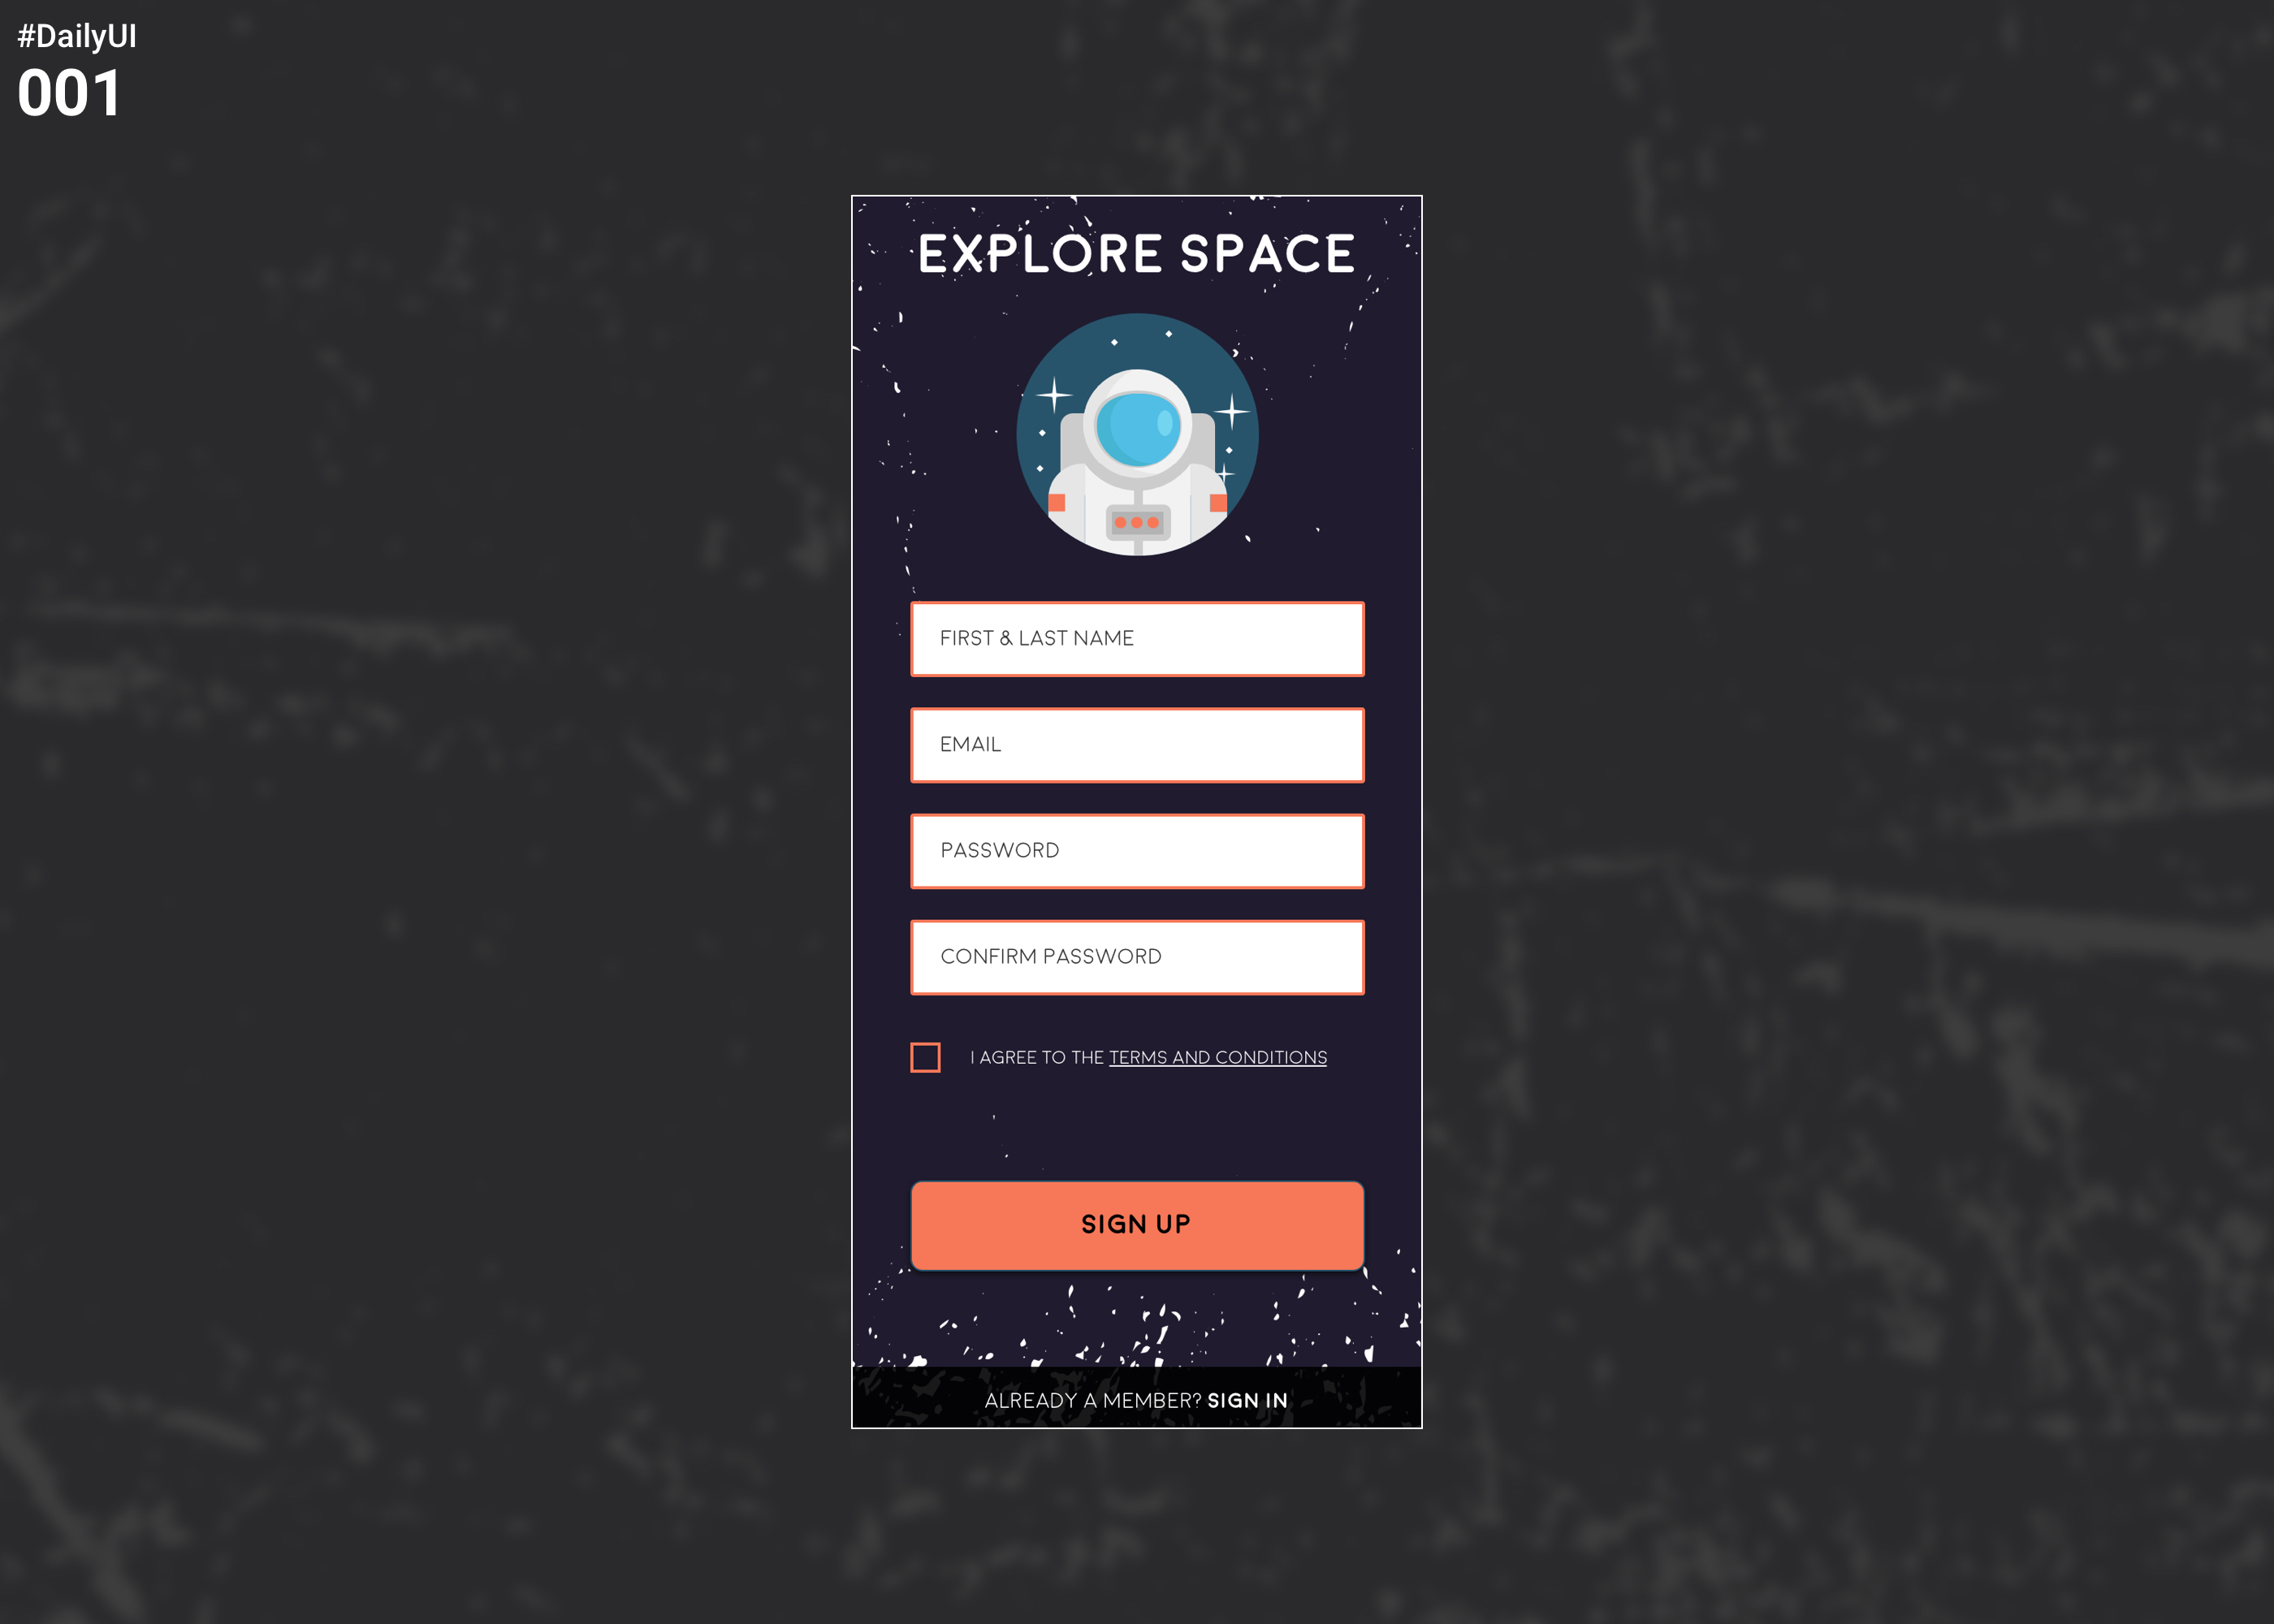 #DailyUI
001
EXPLORE SPACE
FIRST & LAST NAME
EMAIL
PASSWORD
CONFIRM PASSWORD
I AGREE TO THE TERMS AND CONDITIONS
SIGN UP
ALREADY A MEMBER? SIGN IN